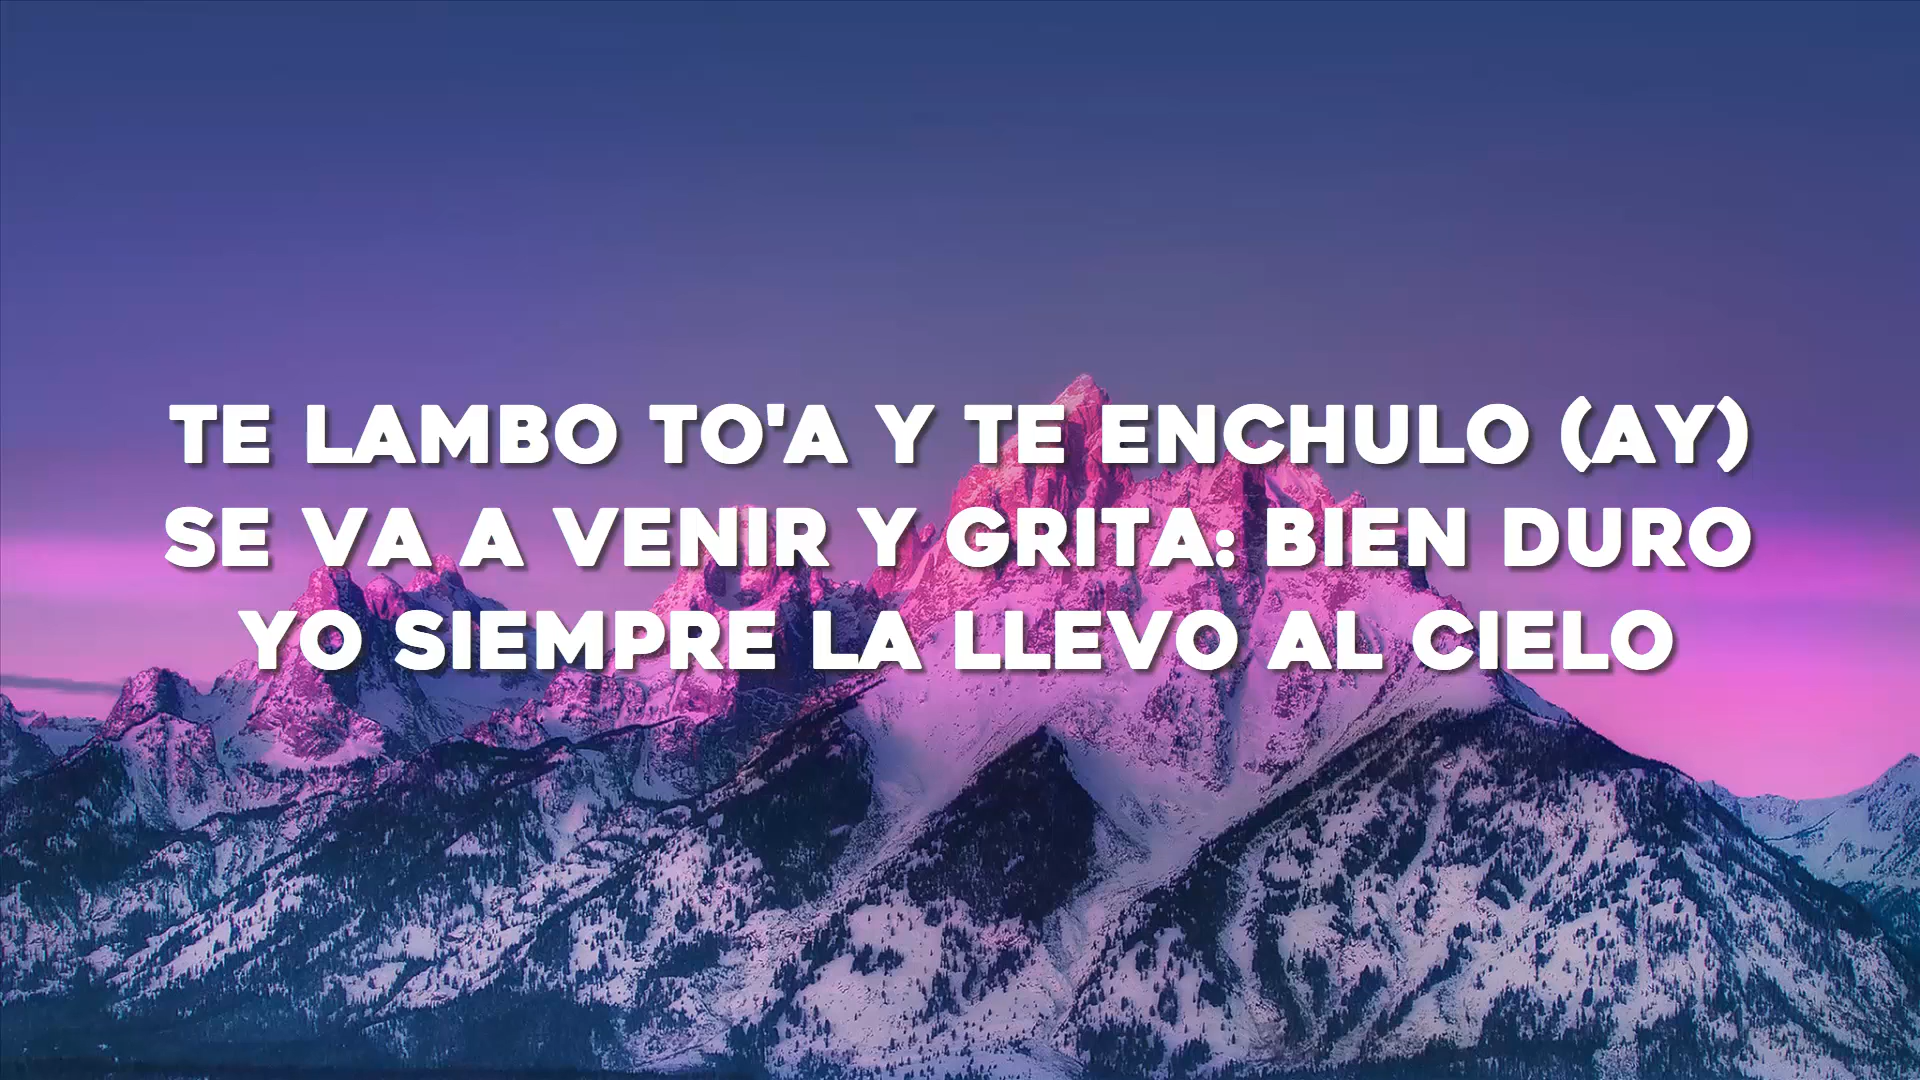 TE LAMBO TO'A Y TE ENCHULO (AY)
SE VA A VENIR Y GRITA: BIEN DURO
YO SIEMPRE LA LLEVO AL CIELO